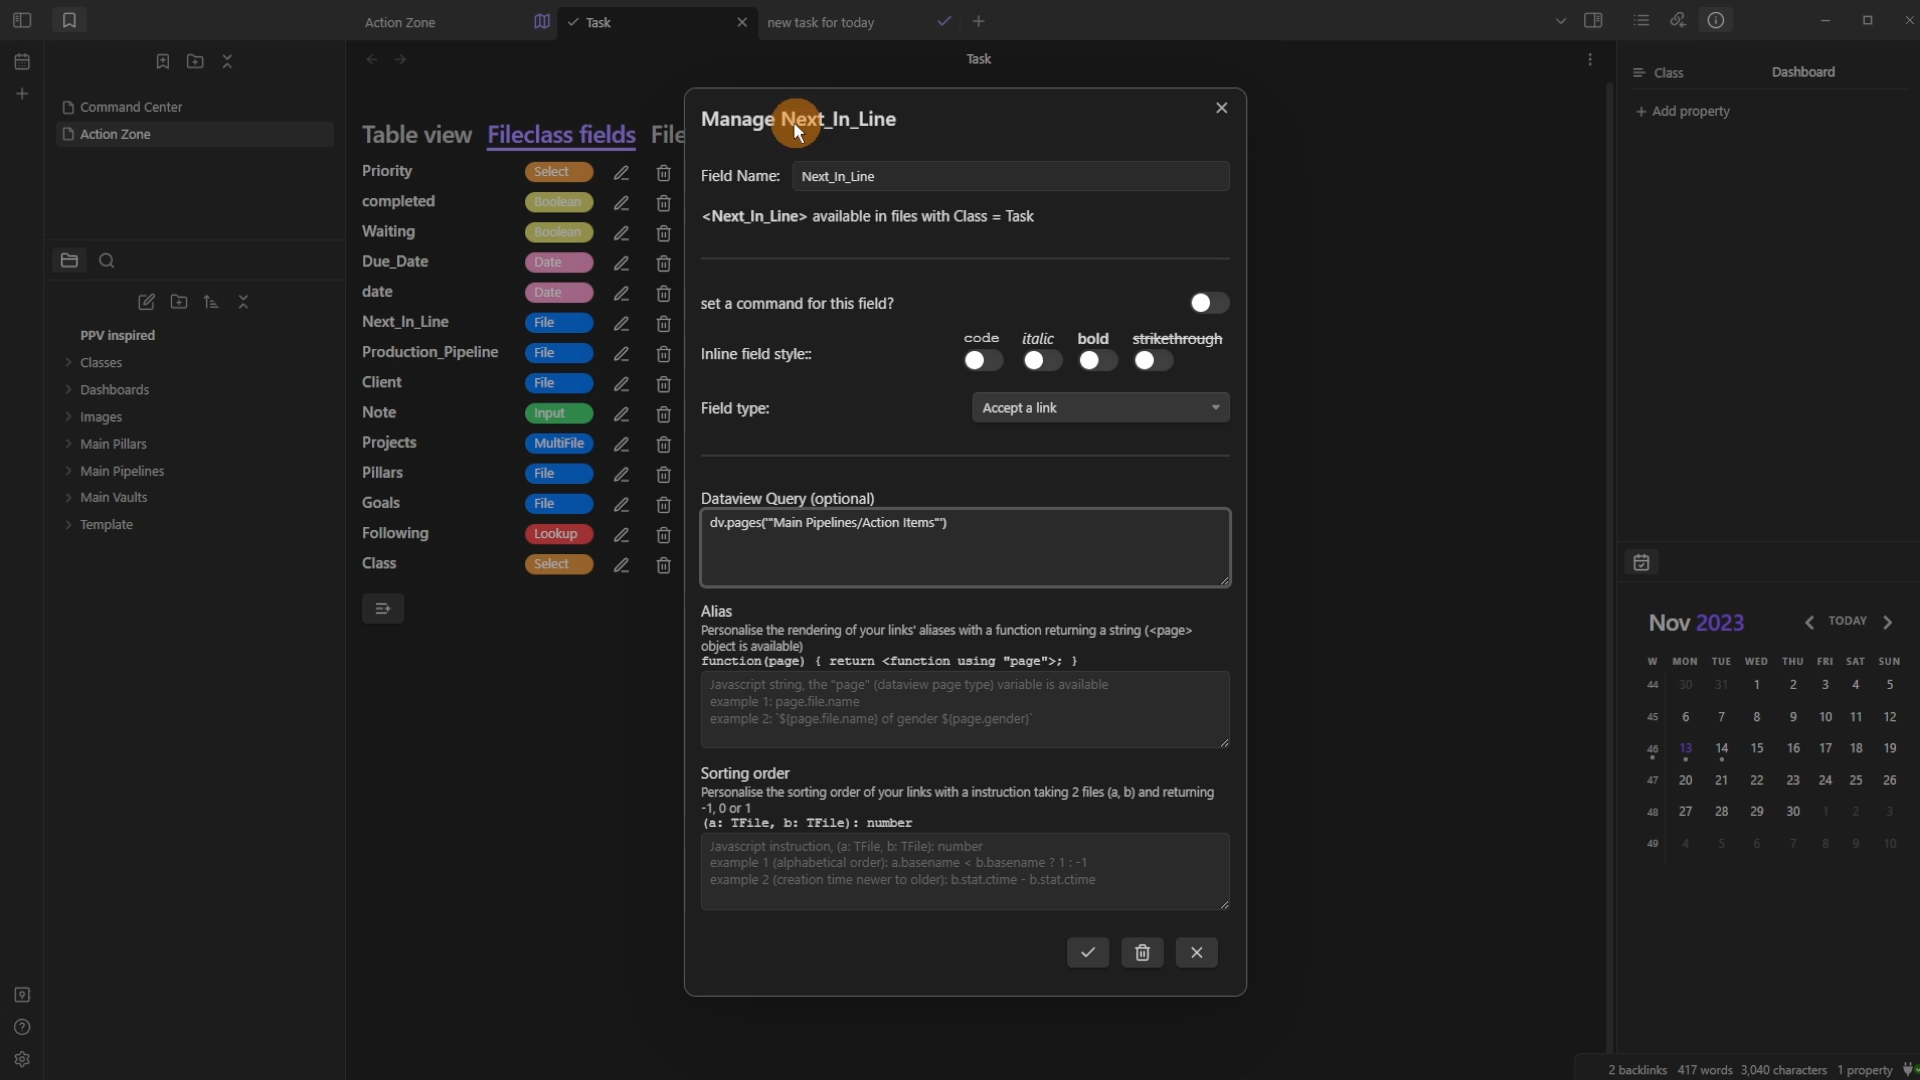 Action Zone
Task
new task for today
Task
Class
Dashboard
+ Add property
Command Center
Action Zone
PPV inspired
Classes
Dashboards
Images
Main Pillars
Main Pipelines
Main Vaults
Template
Table view
Fileclass fields
File
Priority
Select
completed
Boolean
Waiting
Boolean
Due_Date
Date
date
Date
Next_In_Line
File
Production_Pipeline
File
Client
File
Note
Input
Projects
MultiFile
Pillars
File
Goals
File
Following
Lookup
Class
Select
Manage Next_In_Line
Field Name:
Next_In_Line
<Next_In_Line> available in files with Class = Task
set a command for this field?
Inline field style::
code
italic
bold
strikethrough
Field type:
Accept a link
Dataview Query (optional)
dv.pages('"Main Pipelines/Action Items"')
Alias
Personalise the rendering of your links' aliases with a function returning a string (<page>
object is available)
function(page) { return <function using "page">; }
Javascript string, the "page" (dataview page type) variable is available
example 1: page.file.name
example 2: `${page.file.name} of gender ${page.gender}`
Sorting order
Personalise the sorting order of your links with a instruction taking 2 files (a, b) and returning
-1, 0 or 1
(a: TFile, b: TFile): number
Javascript instruction, (a: TFile, b: TFile): number
example 1 (alphabetical order): a.basename < b.basename ? 1 : -1
example 2 (creation time newer to older): b.stat.ctime - b.stat.ctime
Nov 2023
TODAY
W MON TUE WED THU FRI SAT SUN
44 30 31 1 2 3 4 5
45 6 7 8 9 10 11 12
46 13 14 15 16 17 18 19
47 20 21 22 23 24 25 26
48 27 28 29 30 1 2 3
49 4 5 6 7 8 9 10
2 backlinks 417 words 3,040 characters 1 property